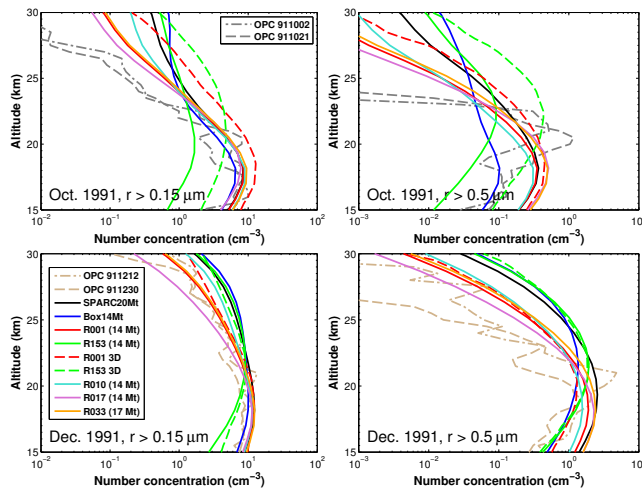 30
25
20
15
Altitude (km)
10⁻²
10⁻¹
10⁰
10¹
10²
Number concentration (cm⁻³)
Oct. 1991, r > 0.15 μm
OPC 911002
OPC 911021
30
25
20
15
Altitude (km)
10⁻³
10⁻²
10⁻¹
10⁰
10¹
Number concentration (cm⁻³)
Oct. 1991, r > 0.5 μm
30
25
20
15
Altitude (km)
10⁻²
10⁻¹
10⁰
10¹
10²
Number concentration (cm⁻³)
OPC 911212
OPC 911230
SPARC20Mt
Box14Mt
R001 (14 Mt)
R153 (14 Mt)
R001 3D
R153 3D
R010 (14 Mt)
R017 (14 Mt)
R033 (17 Mt)
Dec. 1991, r > 0.15 μm
30
25
20
15
Altitude (km)
10⁻³
10⁻²
10⁻¹
10⁰
10¹
Number concentration (cm⁻³)
Dec. 1991, r > 0.5 μm